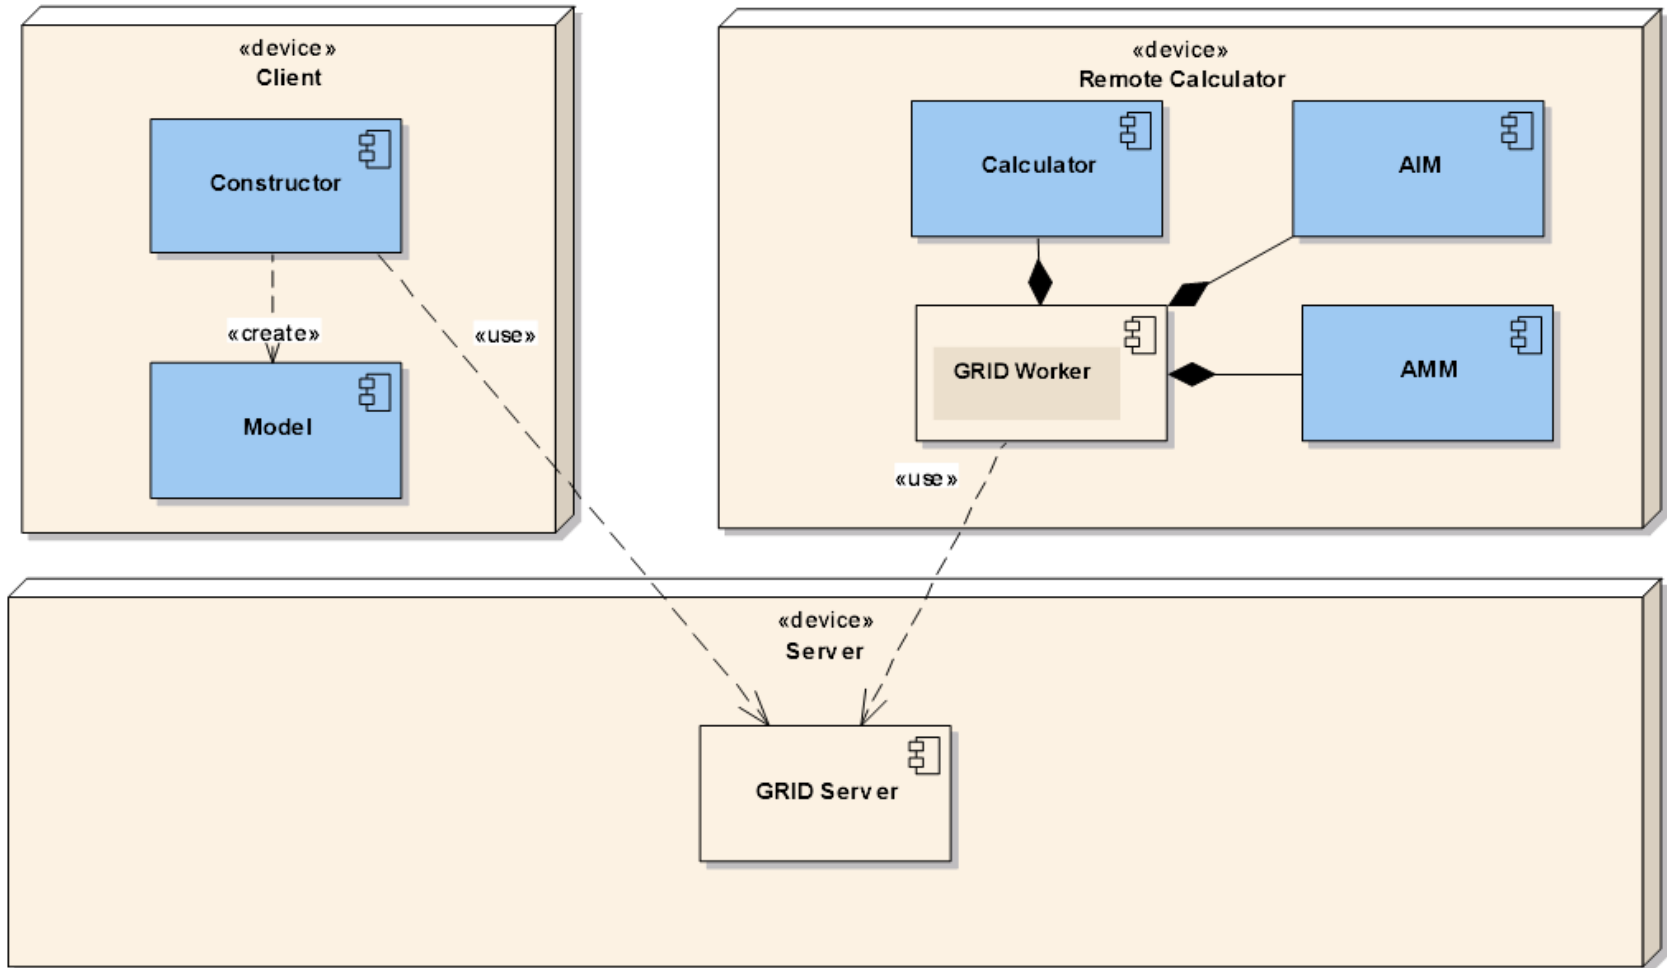 «device»
Client
Constructor
«create»
Model
«use»
«device»
Remote Calculator
Calculator
AIM
GRID Worker
AMM
«use»
«device»
Server
GRID Server